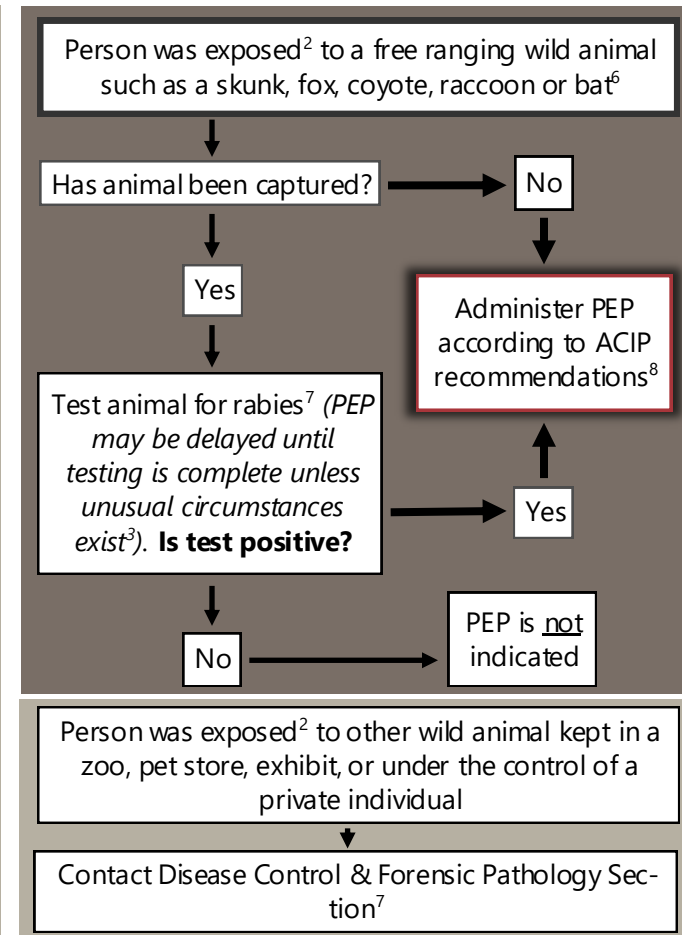 Person was exposed² to a free ranging wild animal
such as a skunk, fox, coyote, raccoon or bat⁶
Has animal been captured?
No
Yes
Administer PEP
according to ACIP
recommendations⁸
Test animal for rabies⁷ (PEP
may be delayed until
testing is complete unless
unusual circumstances
exist³). Is test positive?
Yes
No
PEP is not
indicated
Person was exposed² to other wild animal kept in a
zoo, pet store, exhibit, or under the control of a
private individual
Contact Disease Control & Forensic Pathology Sec-
tion⁷